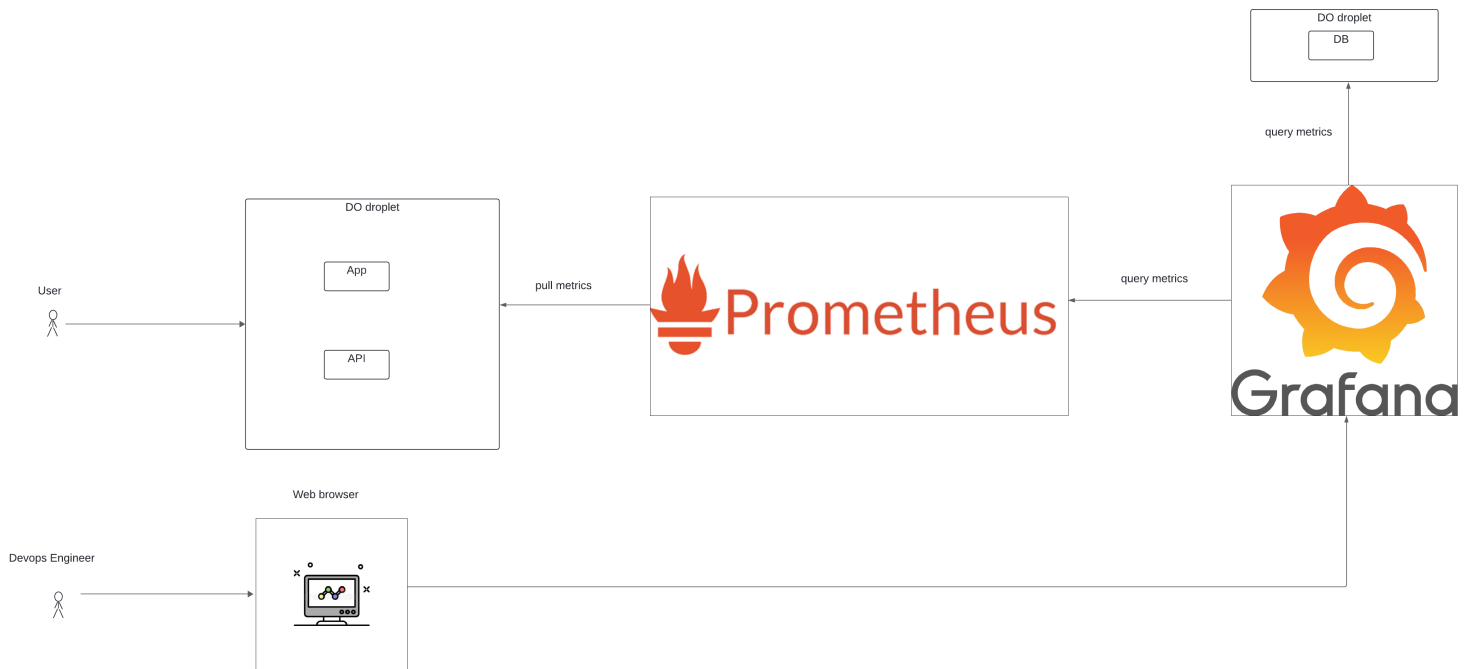 DO droplet
DB
query metrics
DO droplet
App
API
User
pull metrics
Prometheus
query metrics
Grafana
Web browser
Devops Engineer